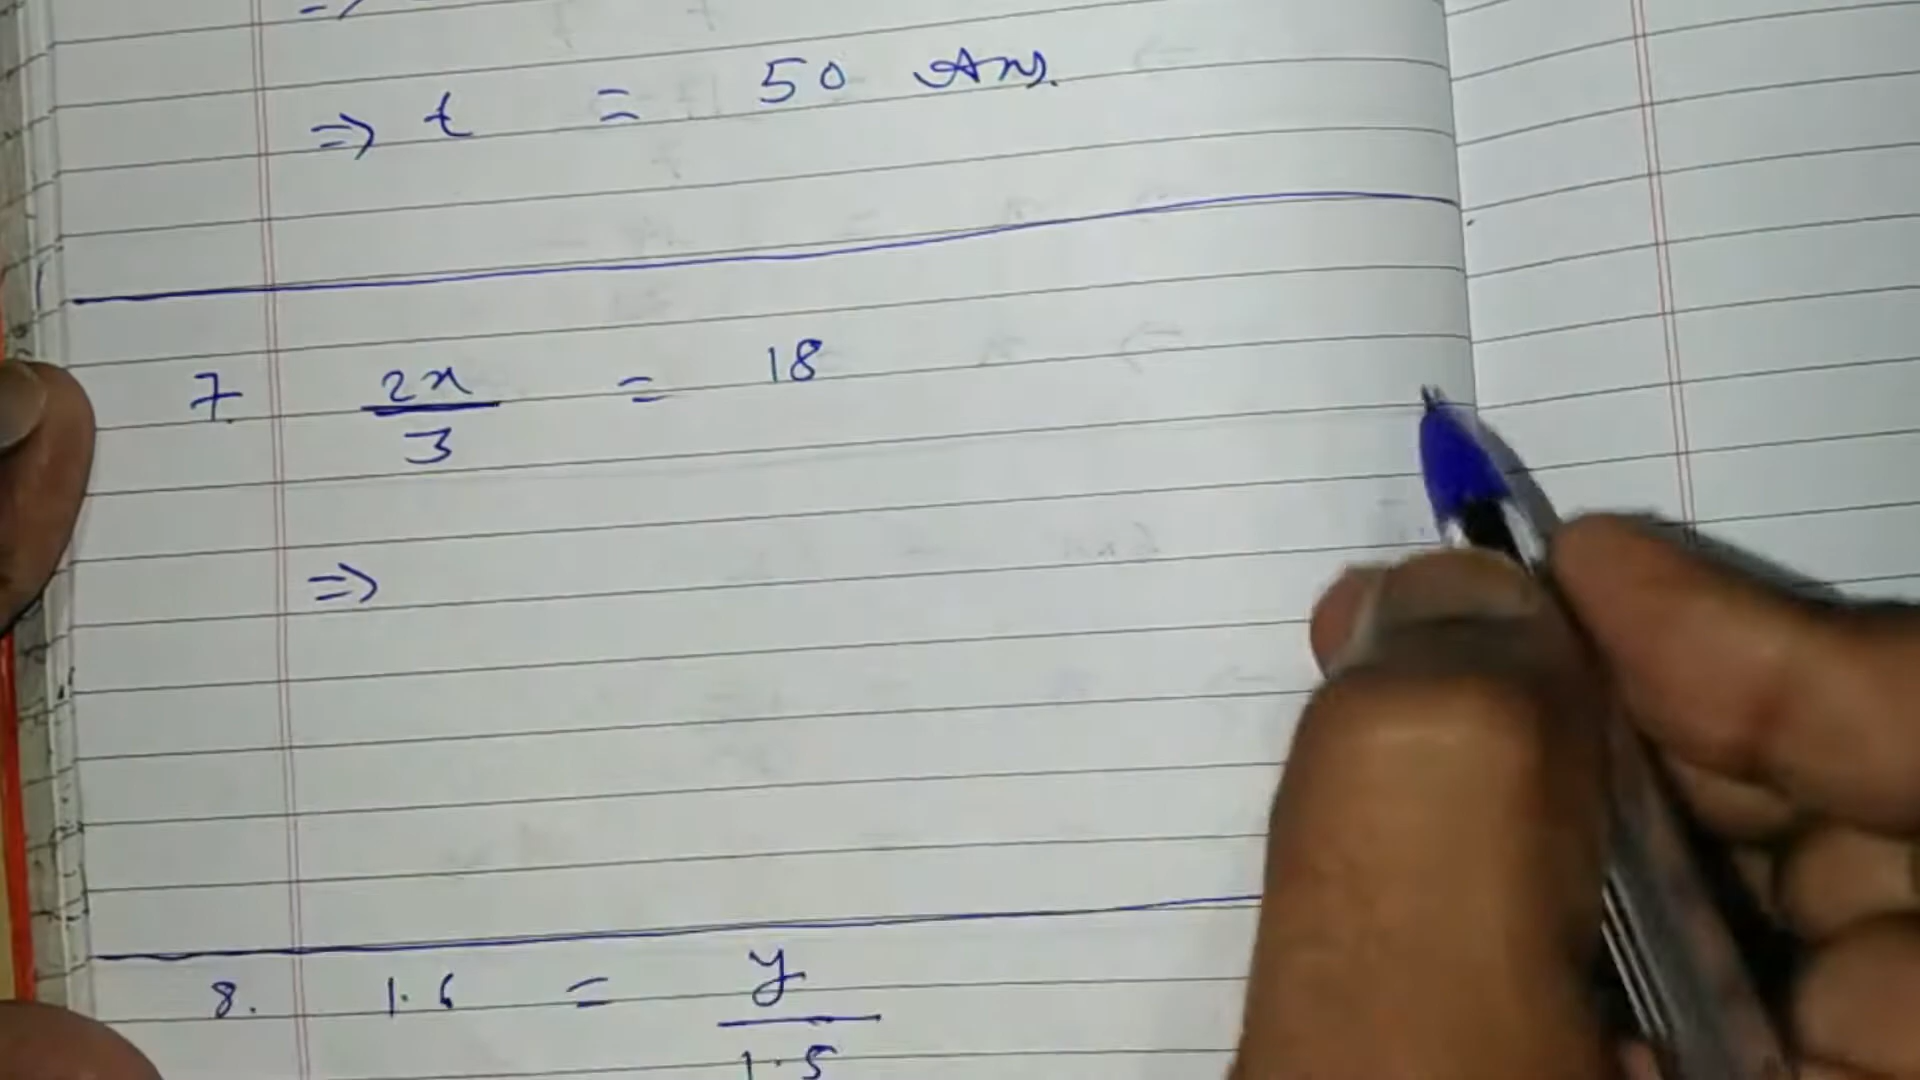 ⇒ t = 50 Ans.
7. 2x/3 = 18
⇒
8. 1.6 = y/1.5